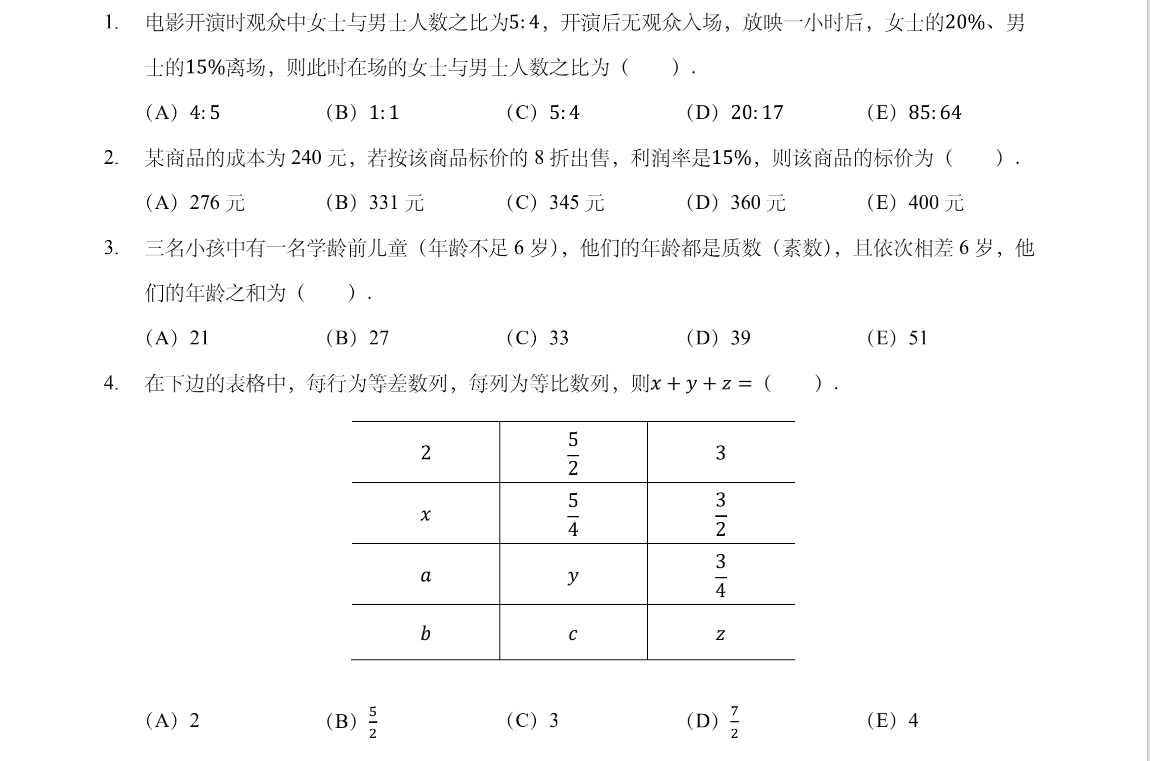 1. 电影开演时观众中女士与男士人数之比为5:4，开演后无观众入场，放映一小时后，女士的20%、男
士的15%离场，则此时在场的女士与男士人数之比为（　　）.
（A）4:5 （B）1:1 （C）5:4 （D）20:17 （E）85:64
2. 某商品的成本为 240 元，若按该商品标价的 8 折出售，利润率是15%，则该商品的标价为（　　）.
（A）276 元 （B）331 元 （C）345 元 （D）360 元 （E）400 元
3. 三名小孩中有一名学龄前儿童（年龄不足 6 岁），他们的年龄都是质数（素数），且依次相差 6 岁，他
们的年龄之和为（　　）.
（A）21 （B）27 （C）33 （D）39 （E）51
4. 在下边的表格中，每行为等差数列，每列为等比数列，则x + y + z =（　　）.
2 5/2 3
x 5/4 3/2
a y 3/4
b c z
（A）2 （B）5/2 （C）3 （D）7/2 （E）4